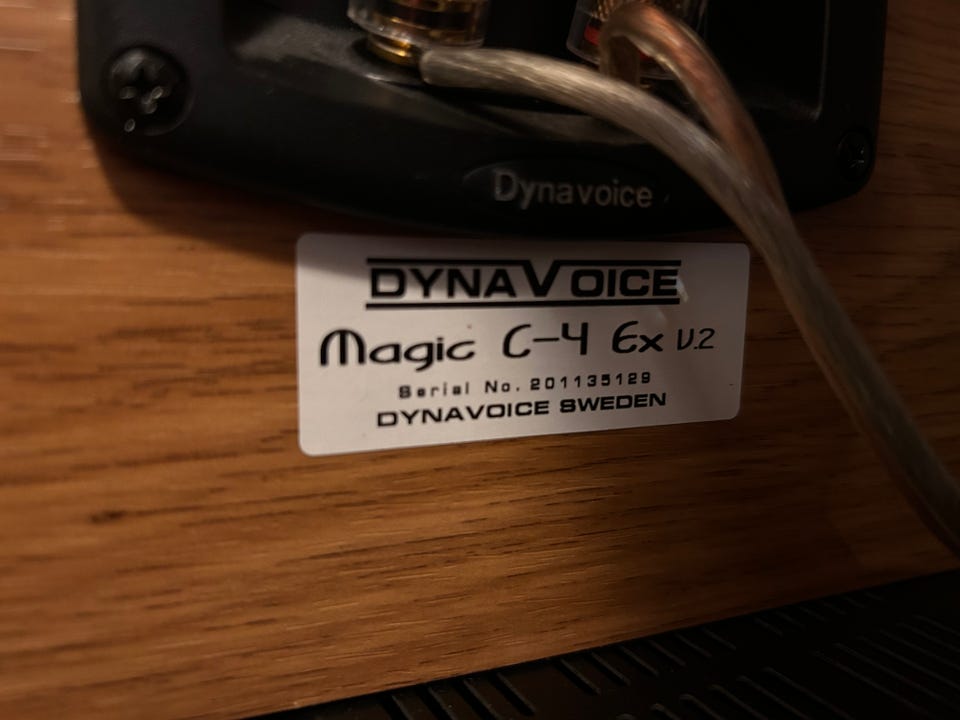 Dynavoice
DYNAVOICE
Magic C-4 Ex V.2
Serial No. 201135129
DYNAVOICE SWEDEN